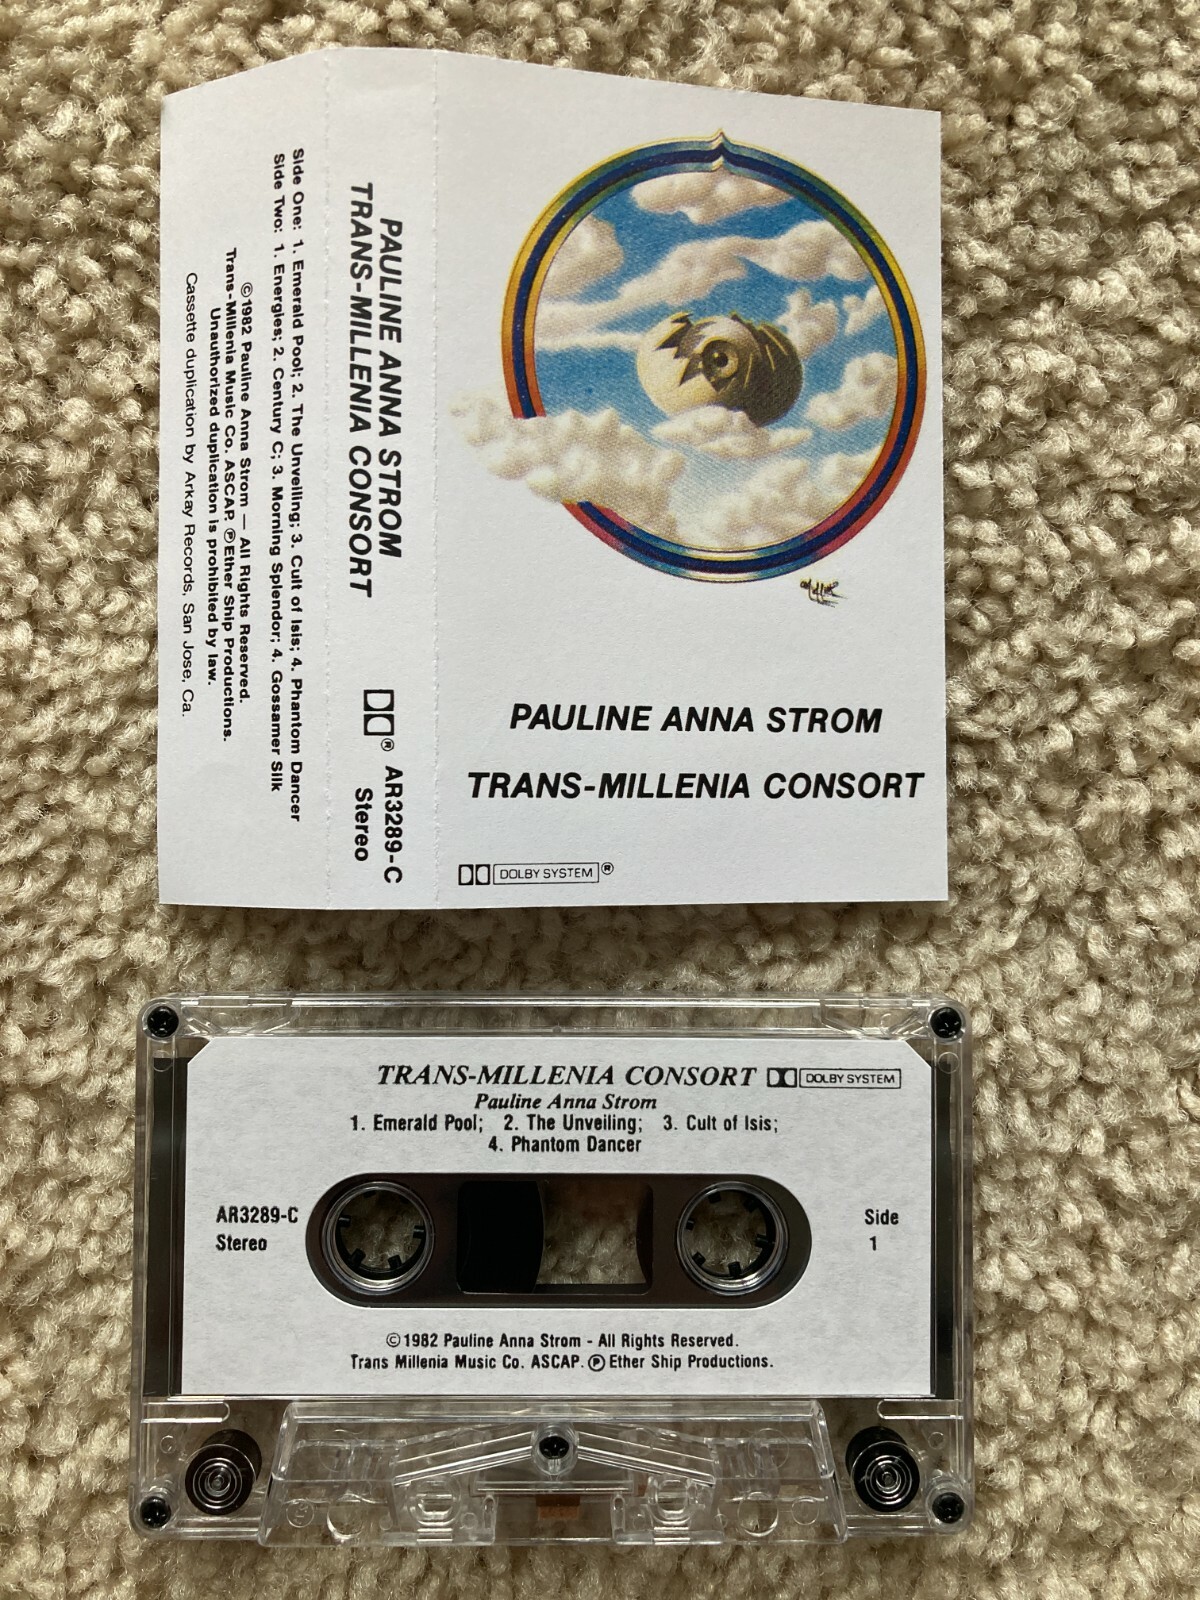 PAULINE ANNA STROM
TRANS-MILLENIA CONSORT
DOLBY SYSTEM ®
PAULINE ANNA STROM
TRANS-MILLENIA CONSORT
® AR3289-C
Stereo
Side One: 1. Emerald Pool; 2. The Unveiling; 3. Cult of Isis; 4. Phantom Dancer
Side Two: 1. Energies; 2. Century C; 3. Morning Splendor; 4. Gossamer Silk
©1982 Pauline Anna Strom — All Rights Reserved.
Trans-Millenia Music Co. ASCAP. ℗Ether Ship Productions.
Unauthorized duplication is prohibited by law.
Cassette duplication by Arkay Records, San Jose, Ca.
TRANS-MILLENIA CONSORT DOLBY SYSTEM
Pauline Anna Strom
1. Emerald Pool; 2. The Unveiling; 3. Cult of Isis;
4. Phantom Dancer
AR3289-C
Stereo
Side
1
©1982 Pauline Anna Strom - All Rights Reserved.
Trans Millenia Music Co. ASCAP. ℗ Ether Ship Productions.